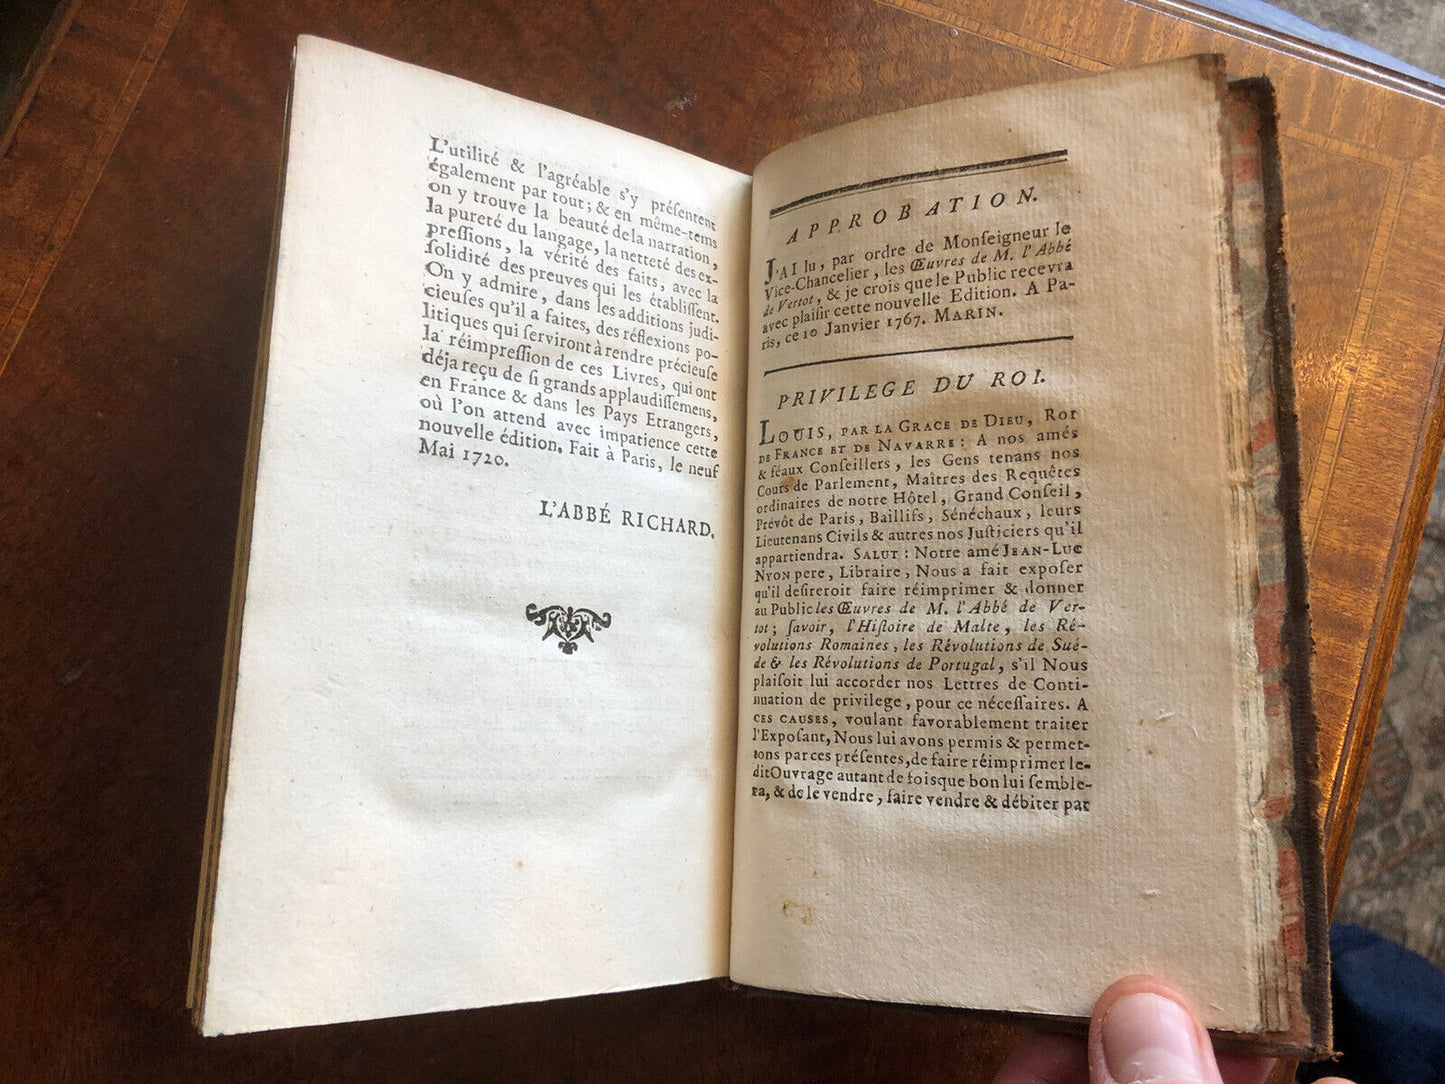 L'utilité & l'agréable s'y préſentent
également par tout; & en même-tems
on y trouve la beauté de la narration,
la pureté du langage, la netteté des ex-
preſſions, la vérité des faits, avec la
ſolidité des preuves qui les établiſſent.
On y admire, dans les additions judi-
cieuſes qu'il a faites, des réflexions po-
litiques qui ſerviront à rendre précieuſe
la réimpreſſion de ces Livres, qui ont
déja reçu de ſi grands applaudiſſemens,
en France & dans les Pays Etrangers,
où l'on attend avec impatience cette
nouvelle édition. Fait à Paris, le neuf
Mai 1720.
L'ABBÉ RICHARD.
APPROBATION.
J'AI lu, par ordre de Monſeigneur le
Vice-Chancelier, les Œuvres de M. l'Abbé
de Vertot, & je crois que le Public recevra
avec plaiſir cette nouvelle Edition. A Pa-
ris, ce 10 Janvier 1767. MARIN.
PRIVILEGE DU ROI.
LOUIS, PAR LA GRACE DE DIEU, ROI
DE FRANCE ET DE NAVARRE: A nos amés
& féaux Conſeillers, les Gens tenans nos
Cours de Parlement, Maîtres des Requêtes
ordinaires de notre Hôtel, Grand Conſeil,
Prévôt de Paris, Baillifs, Sénéchaux, leurs
Lieutenans Civils & autres nos Juſticiers qu'il
appartiendra. SALUT: Notre amé JEAN-LUC
NYON pere, Libraire, Nous a fait expoſer
qu'il deſireroit faire réimprimer & donner
au Public les Œuvres de M. l'Abbé de Ver-
tot; ſavoir, l'Hiſtoire de Malte, les Ré-
volutions Romaines, les Révolutions de Sué-
de & les Révolutions de Portugal, s'il Nous
plaiſoit lui accorder nos Lettres de Conti-
nuation de privilege, pour ce néceſſaires. A
CES CAUSES, voulant favorablement traiter
l'Expoſant, Nous lui avons permis & permet-
tons par ces préſentes, de faire réimprimer le-
dit Ouvrage autant de fois que bon lui ſemble-
ra, & de le vendre, faire vendre & débiter par